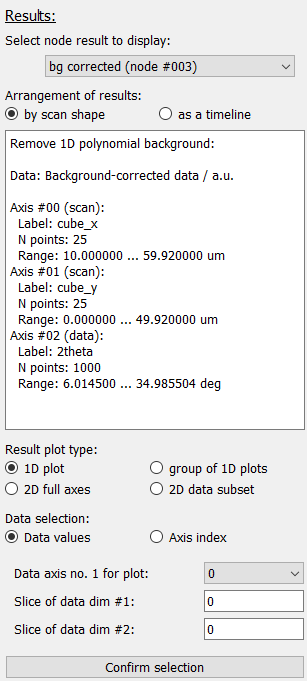 Results:
Select node result to display:
bg corrected (node #003)
Arrangement of results:
by scan shape
as a timeline
Remove 1D polynomial background:
Data: Background-corrected data / a.u.
Axis #00 (scan):
Label: cube_x
N points: 25
Range: 10.000000 ... 59.920000 um
Axis #01 (scan):
Label: cube_y
N points: 25
Range: 0.000000 ... 49.920000 um
Axis #02 (data):
Label: 2theta
N points: 1000
Range: 6.014500 ... 34.985504 deg
Result plot type:
1D plot
group of 1D plots
2D full axes
2D data subset
Data selection:
Data values
Axis index
Data axis no. 1 for plot: 0
Slice of data dim #1: 0
Slice of data dim #2: 0
Confirm selection